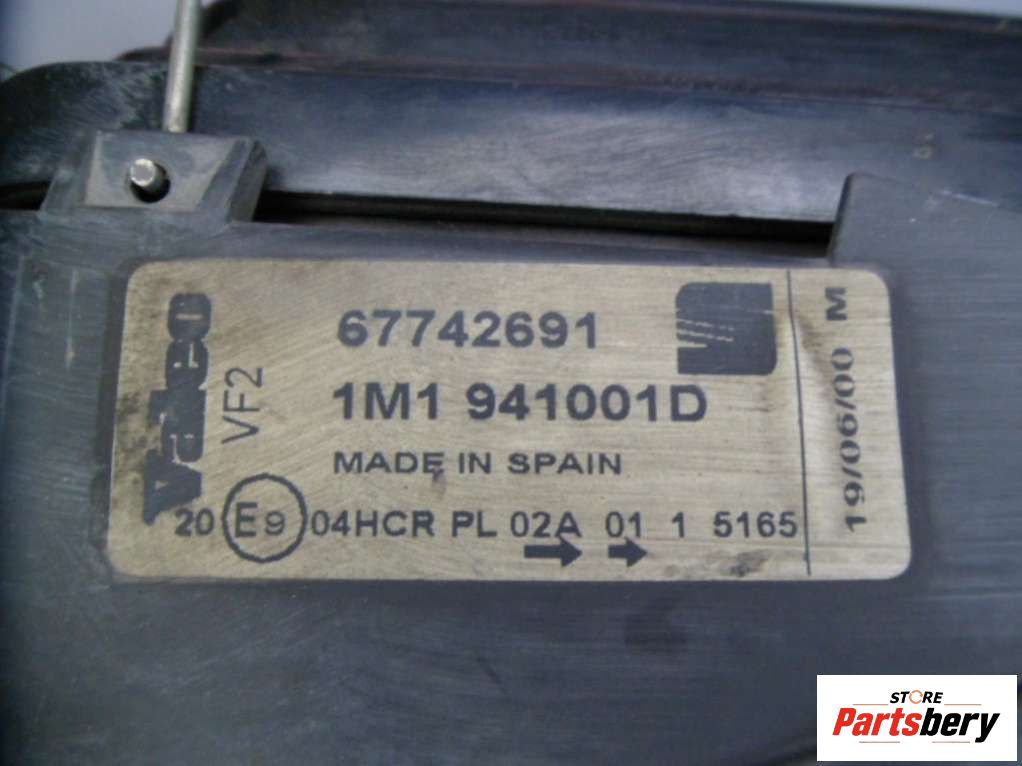 valeo
VF2
67742691
1M1 941001D
MADE IN SPAIN
20 E9 04HCR PL 02A 01 1 5165
19/06/00 M
STORE
Partsbery